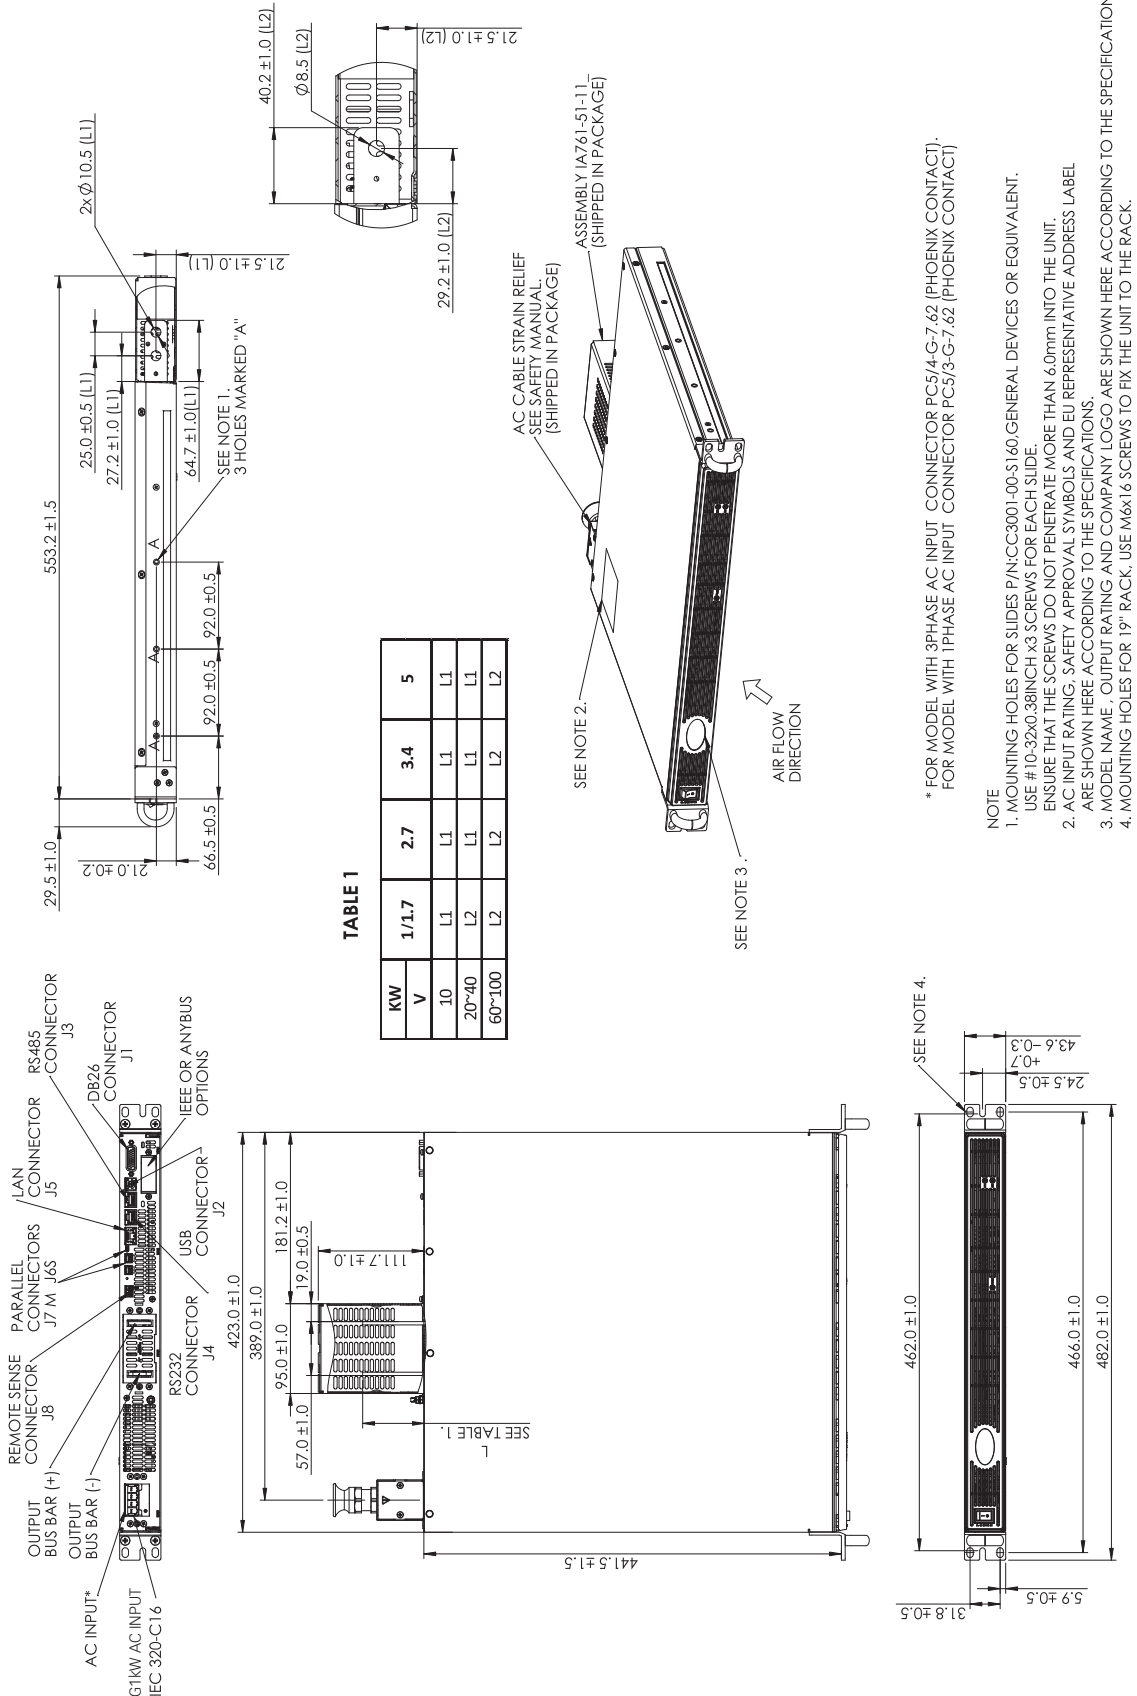 REMOTE SENSE
CONNECTOR
J8
PARALLEL
CONNECTORS
J7 M J6S
LAN
CONNECTOR
J5
RS485
CONNECTOR
J3
DB26
CONNECTOR
J1
OUTPUT
BUS BAR (+)
OUTPUT
BUS BAR (-)
AC INPUT*
G1kW AC INPUT
IEC 320-C16
RS232
CONNECTOR
J4
USB
CONNECTOR
J2
IEEE OR ANYBUS
OPTIONS
423.0 ±1.0
389.0 ±1.0
57.0 ±1.0
95.0 ±1.0
19.0 ±0.5
181.2 ±1.0
111.7 ±1.0
L
SEE TABLE 1.
441.5 ±1.5
462.0 ±1.0
466.0 ±1.0
482.0 ±1.0
31.8 ±0.5
5.9 ±0.5
SEE NOTE 4.
24.5 ±0.5
+0.7
43.6 -0.3
29.5 ±1.0
553.2 ±1.5
21.0 ±0.2
66.5 ±0.5
92.0 ±0.5
92.0 ±0.5
A
A
A
27.2 ±1.0 (L1)
25.0 ±0.5 (L1)
2x Ø10.5 (L1)
64.7 ±1.0(L1)
21.5 ±1.0 (L1)
SEE NOTE 1.
3 HOLES MARKED "A"
40.2 ±1.0 (L2)
Ø8.5 (L2)
21.5 ±1.0 (L2)
29.2 ±1.0 (L2)
TABLE 1
KW 1/1.7 2.7 3.4 5
V
10 L1 L1 L1 L1
20~40 L2 L1 L1 L1
60~100 L2 L2 L2 L2
AC CABLE STRAIN RELIEF
SEE SAFETY MANUAL.
(SHIPPED IN PACKAGE)
ASSEMBLY IA761-51-11_
(SHIPPED IN PACKAGE)
SEE NOTE 2.
AIR FLOW
DIRECTION
SEE NOTE 3 .
* FOR MODEL WITH 3PHASE AC INPUT CONNECTOR PC5/4-G-7.62 (PHOENIX CONTACT).
FOR MODEL WITH 1PHASE AC INPUT CONNECTOR PC5/3-G-7.62 (PHOENIX CONTACT)
NOTE
1. MOUNTING HOLES FOR SLIDES P/N:CC3001-00-S160,GENERAL DEVICES OR EQUIVALENT.
USE #10-32x0.38INCH x3 SCREWS FOR EACH SLIDE.
ENSURE THAT THE SCREWS DO NOT PENETRATE MORE THAN 6.0mm INTO THE UNIT.
2. AC INPUT RATING, SAFETY APPROVAL SYMBOLS AND EU REPRESENTATIVE ADDRESS LABEL
ARE SHOWN HERE ACCORDING TO THE SPECIFICATIONS.
3. MODEL NAME , OUTPUT RATING AND COMPANY LOGO ARE SHOWN HERE ACCORDING TO THE SPECIFICATION
4. MOUNTING HOLES FOR 19" RACK, USE M6x16 SCREWS TO FIX THE UNIT TO THE RACK.